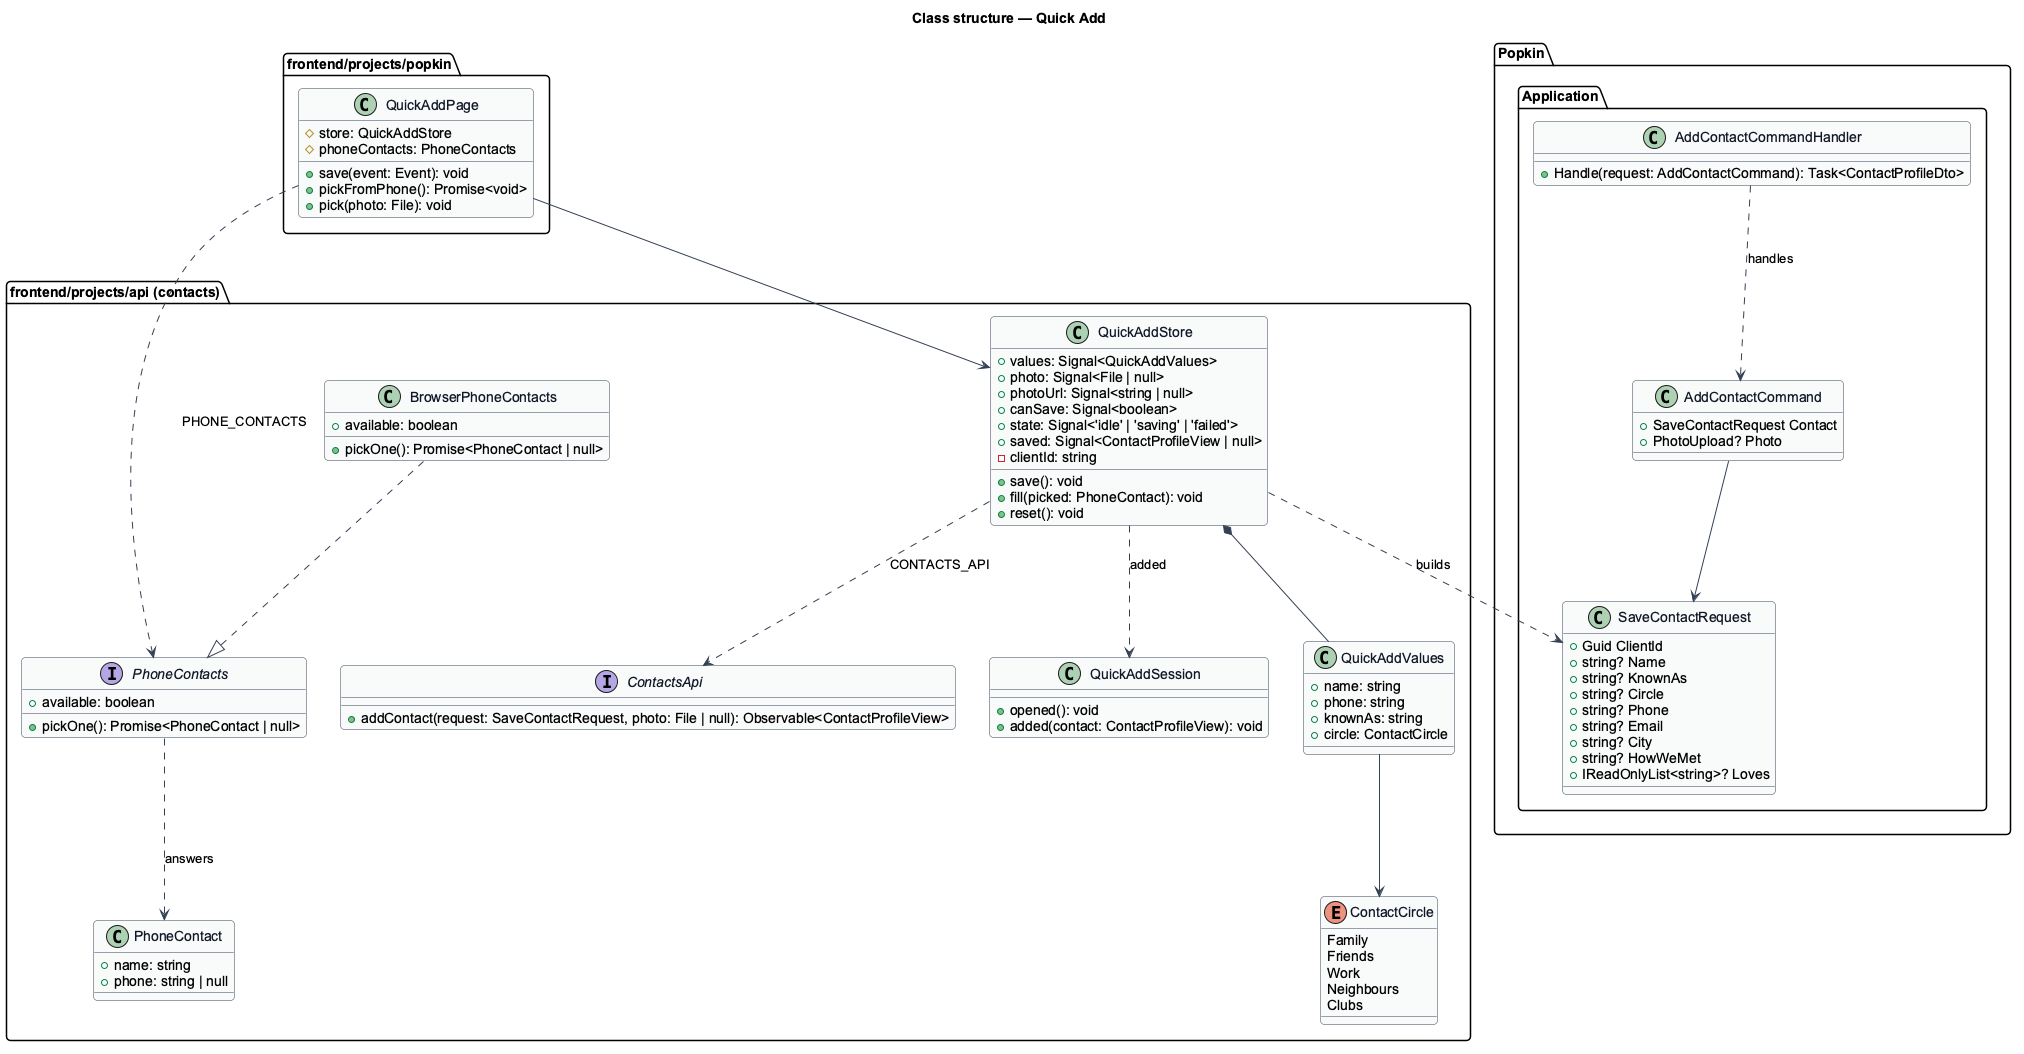 Class structure — Quick Add
frontend/projects/popkin
QuickAddPage
store: QuickAddStore
phoneContacts: PhoneContacts
save(event: Event): void
pickFromPhone(): Promise<void>
pick(photo: File): void
Popkin
Application
AddContactCommandHandler
Handle(request: AddContactCommand): Task<ContactProfileDto>
handles
AddContactCommand
SaveContactRequest Contact
PhotoUpload? Photo
SaveContactRequest
Guid ClientId
string? Name
string? KnownAs
string? Circle
string? Phone
string? Email
string? City
string? HowWeMet
IReadOnlyList<string>? Loves
frontend/projects/api (contacts)
QuickAddStore
values: Signal<QuickAddValues>
photo: Signal<File | null>
photoUrl: Signal<string | null>
canSave: Signal<boolean>
state: Signal<'idle' | 'saving' | 'failed'>
saved: Signal<ContactProfileView | null>
clientId: string
save(): void
fill(picked: PhoneContact): void
reset(): void
BrowserPhoneContacts
available: boolean
pickOne(): Promise<PhoneContact | null>
PHONE_CONTACTS
CONTACTS_API
added
builds
PhoneContacts
available: boolean
pickOne(): Promise<PhoneContact | null>
ContactsApi
addContact(request: SaveContactRequest, photo: File | null): Observable<ContactProfileView>
QuickAddSession
opened(): void
added(contact: ContactProfileView): void
QuickAddValues
name: string
phone: string
knownAs: string
circle: ContactCircle
answers
PhoneContact
name: string
phone: string | null
ContactCircle
Family
Friends
Work
Neighbours
Clubs